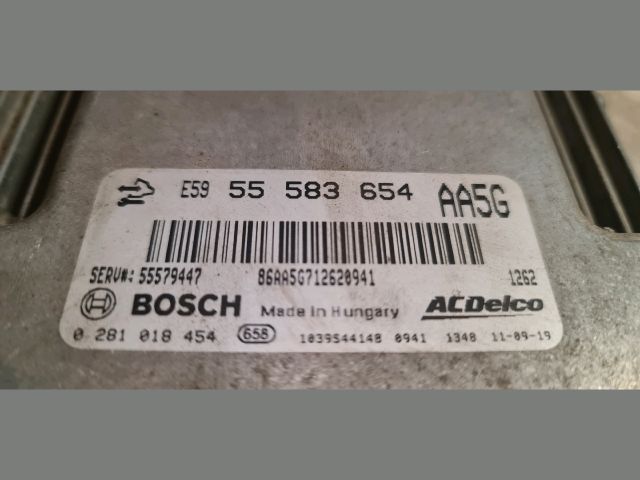 E59 55 583 654 AA5G
SERV#: 55579447 86AA5G712620941 1262
BOSCH Made in Hungary ACDelco
0 281 018 454 658 1039S44148 0941 1348 11-09-19